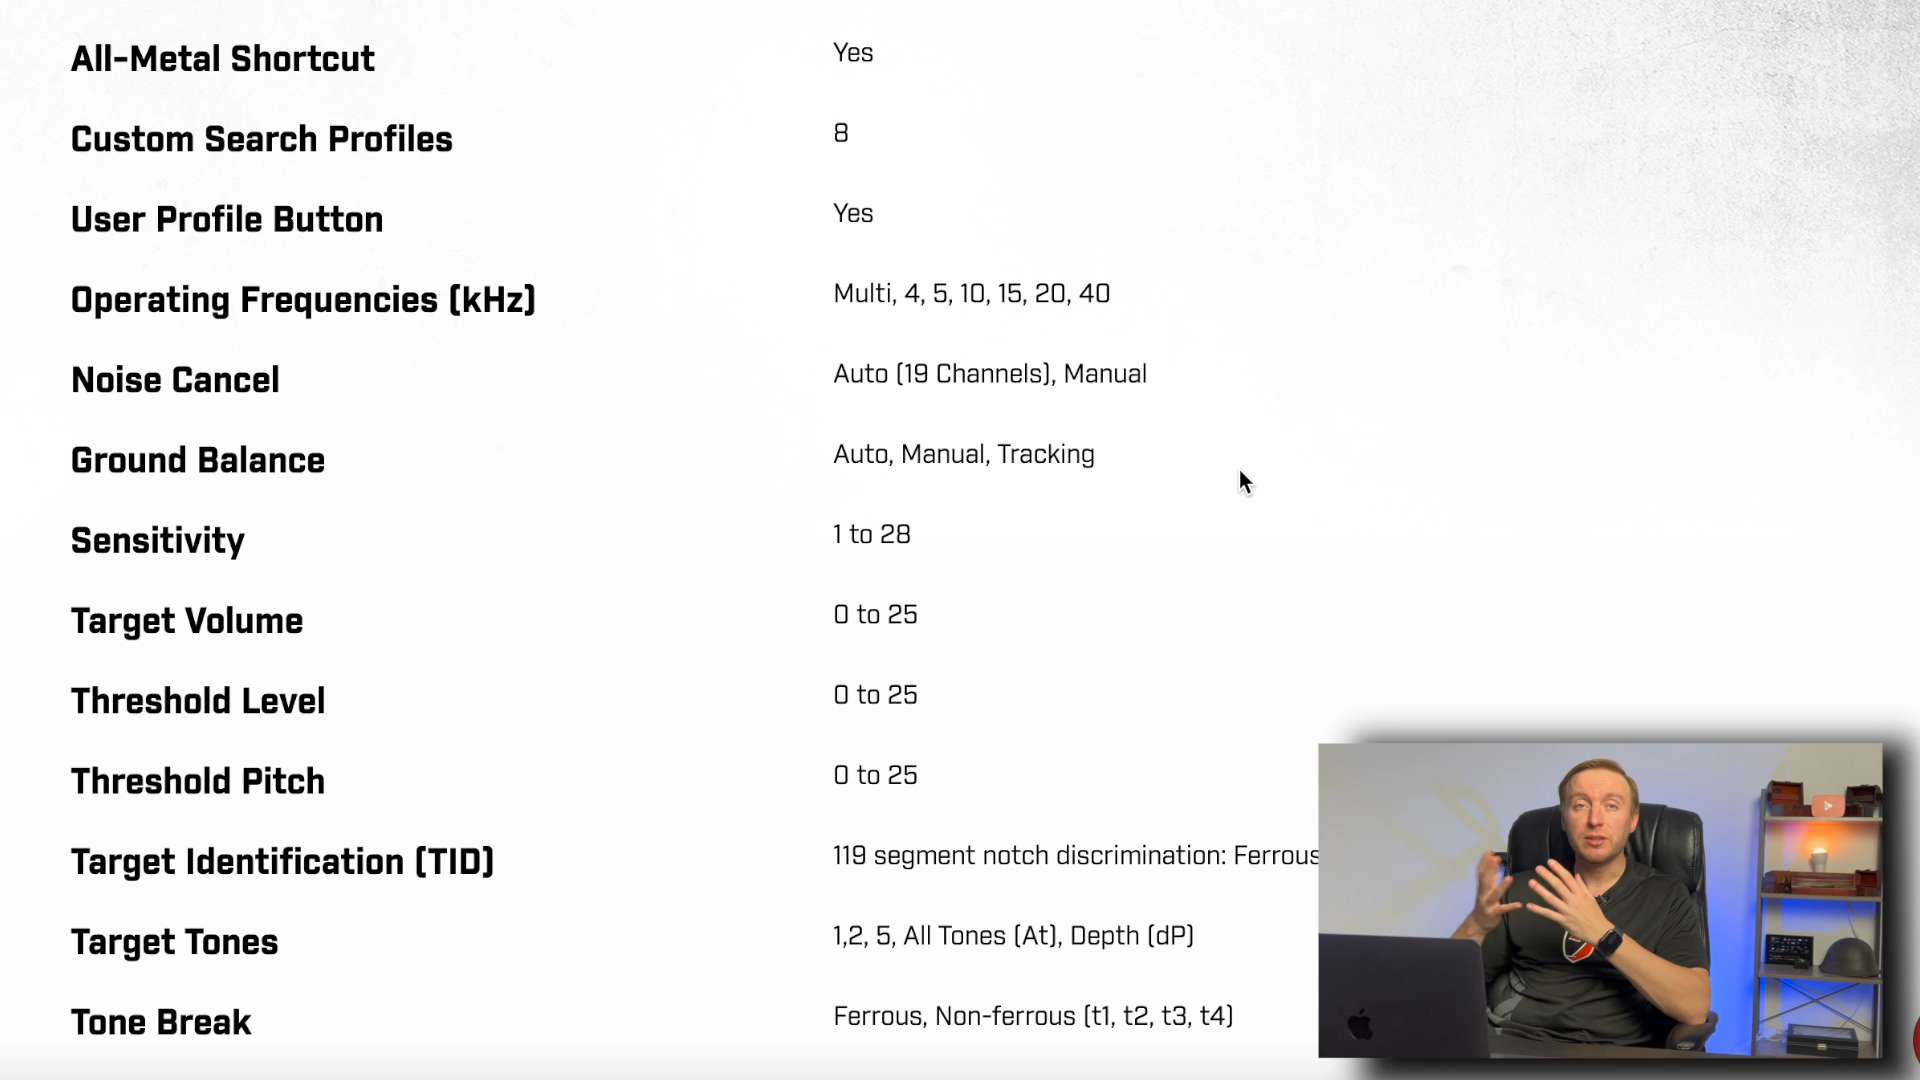 All-Metal Shortcut Yes
Custom Search Profiles 8
User Profile Button Yes
Operating Frequencies (kHz) Multi, 4, 5, 10, 15, 20, 40
Noise Cancel Auto (19 Channels), Manual
Ground Balance Auto, Manual, Tracking
Sensitivity 1 to 28
Target Volume 0 to 25
Threshold Level 0 to 25
Threshold Pitch 0 to 25
Target Identification (TID) 119 segment notch discrimination: Ferrous
Target Tones 1,2, 5, All Tones (At), Depth (dP)
Tone Break Ferrous, Non-ferrous (t1, t2, t3, t4)